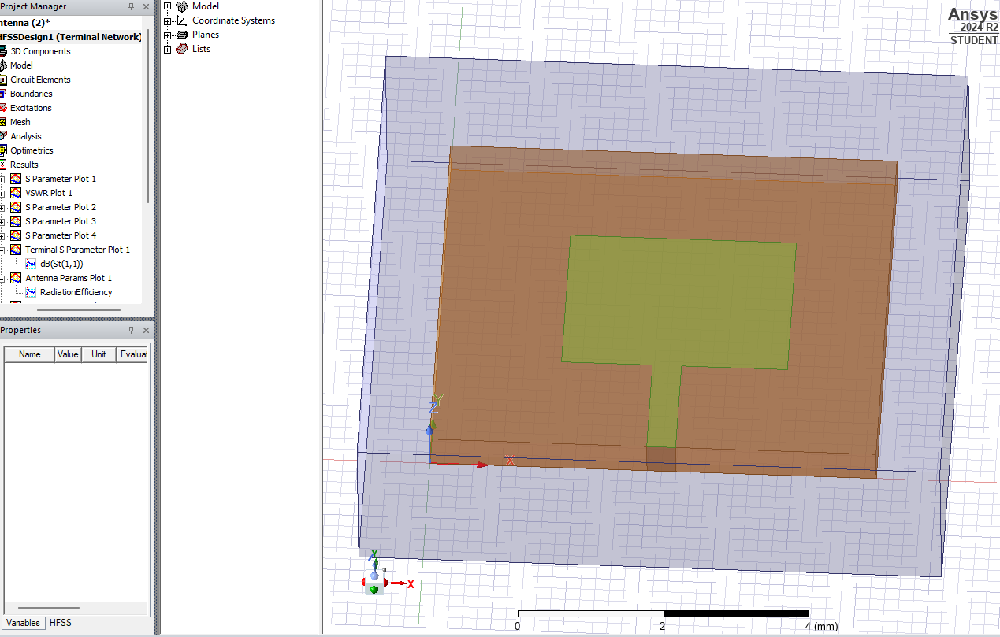 Project Manager
ntenna (2)*
HFSSDesign1 (Terminal Network)
3D Components
Model
Circuit Elements
Boundaries
Excitations
Mesh
Analysis
Optimetrics
Results
S Parameter Plot 1
VSWR Plot 1
S Parameter Plot 2
S Parameter Plot 3
S Parameter Plot 4
Terminal S Parameter Plot 1
dB(St(1,1))
Antenna Params Plot 1
RadiationEfficiency
Properties
Name Value Unit Evalua
Variables HFSS
Model
Coordinate Systems
Planes
Lists
Ansys
2024 R2
STUDENT
Y
Z
X
Y
Z
X
0 2 4 (mm)